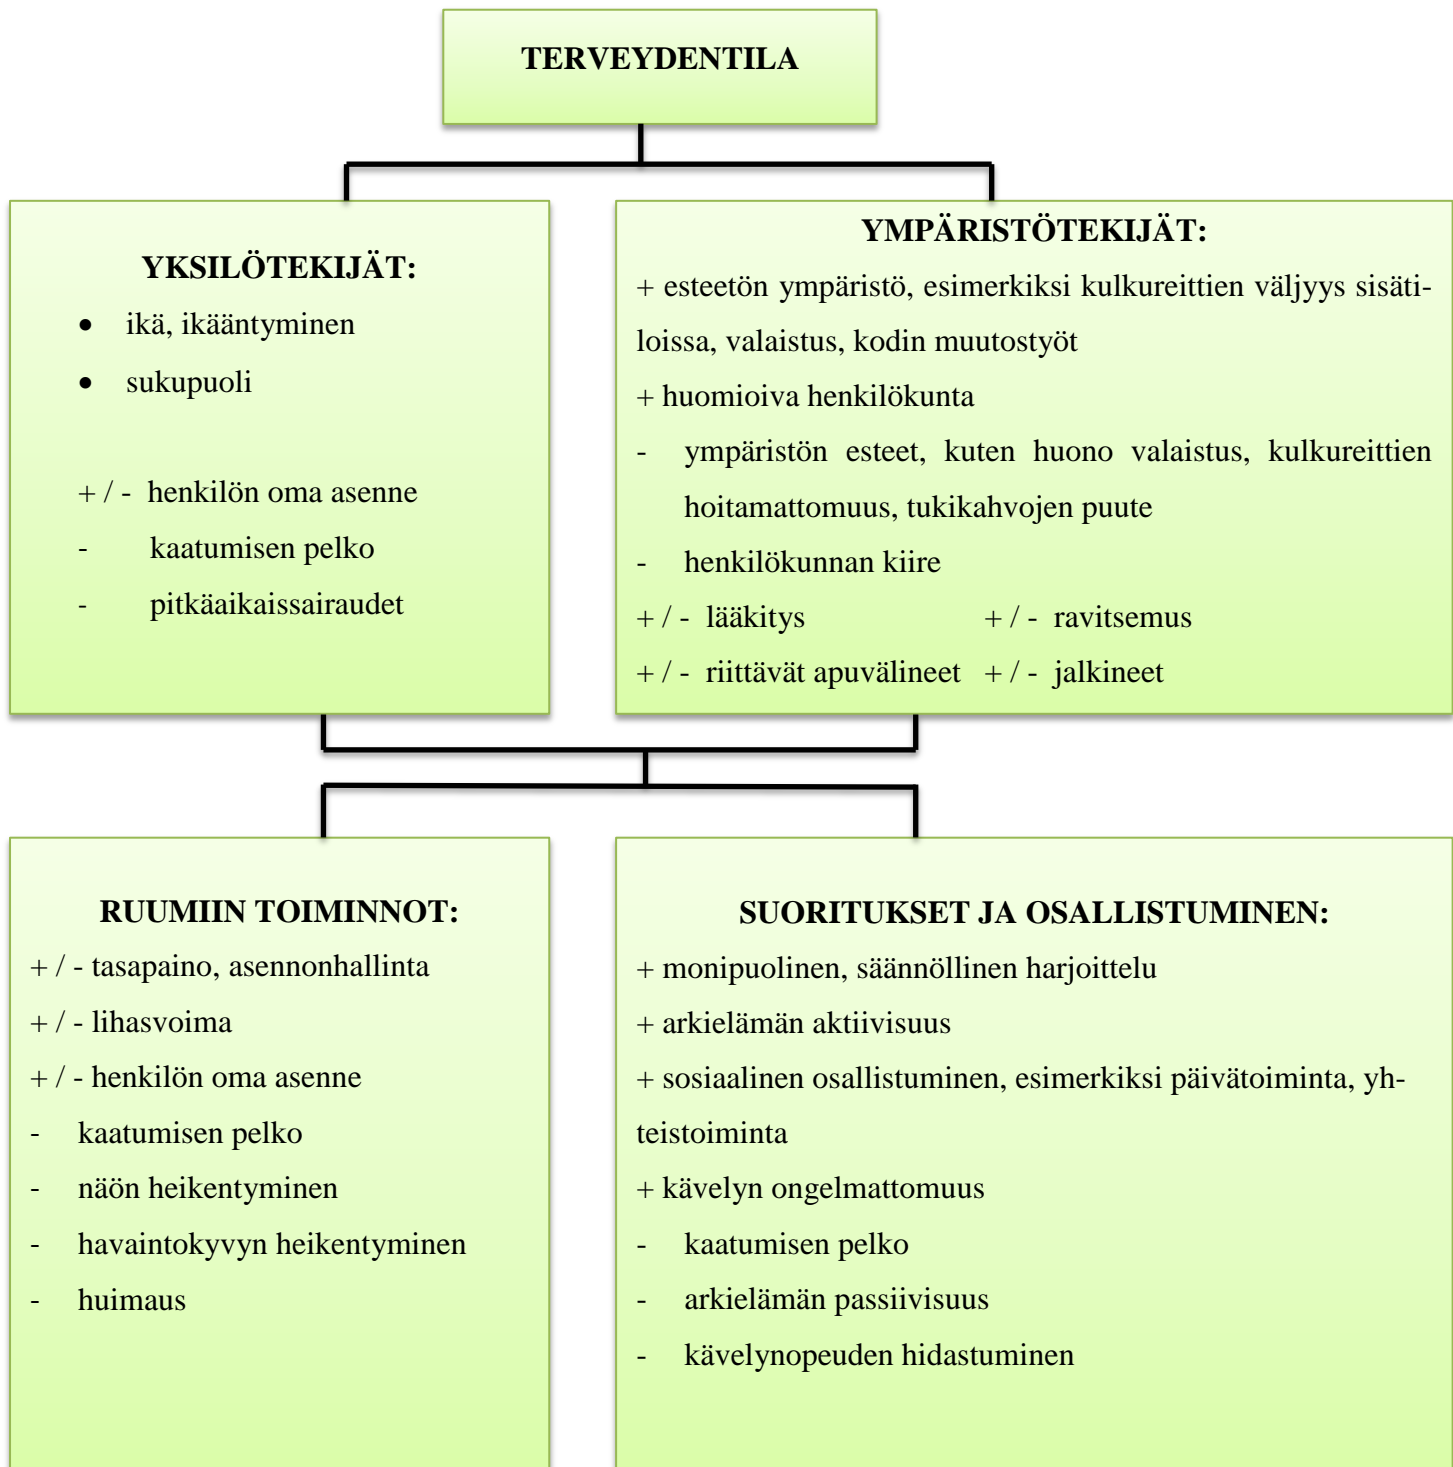 TERVEYDENTILA
YKSILÖTEKIJÄT:
• ikä, ikääntyminen
• sukupuoli
+ / - henkilön oma asenne
- kaatumisen pelko
- pitkäaikaissairaudet
YMPÄRISTÖTEKIJÄT:
+ esteetön ympäristö, esimerkiksi kulkureittien väljyys sisäti-
loissa, valaistus, kodin muutostyöt
+ huomioiva henkilökunta
- ympäristön esteet, kuten huono valaistus, kulkureittien
hoitamattomuus, tukikahvojen puute
- henkilökunnan kiire
+ / - lääkitys + / - ravitsemus
+ / - riittävät apuvälineet + / - jalkineet
RUUMIIN TOIMINNOT:
+ / - tasapaino, asennonhallinta
+ / - lihasvoima
+ / - henkilön oma asenne
- kaatumisen pelko
- näön heikentyminen
- havaintokyvyn heikentyminen
- huimaus
SUORITUKSET JA OSALLISTUMINEN:
+ monipuolinen, säännöllinen harjoittelu
+ arkielämän aktiivisuus
+ sosiaalinen osallistuminen, esimerkiksi päivätoiminta, yh-
teistoiminta
+ kävelyn ongelmattomuus
- kaatumisen pelko
- arkielämän passiivisuus
- kävelynopeuden hidastuminen